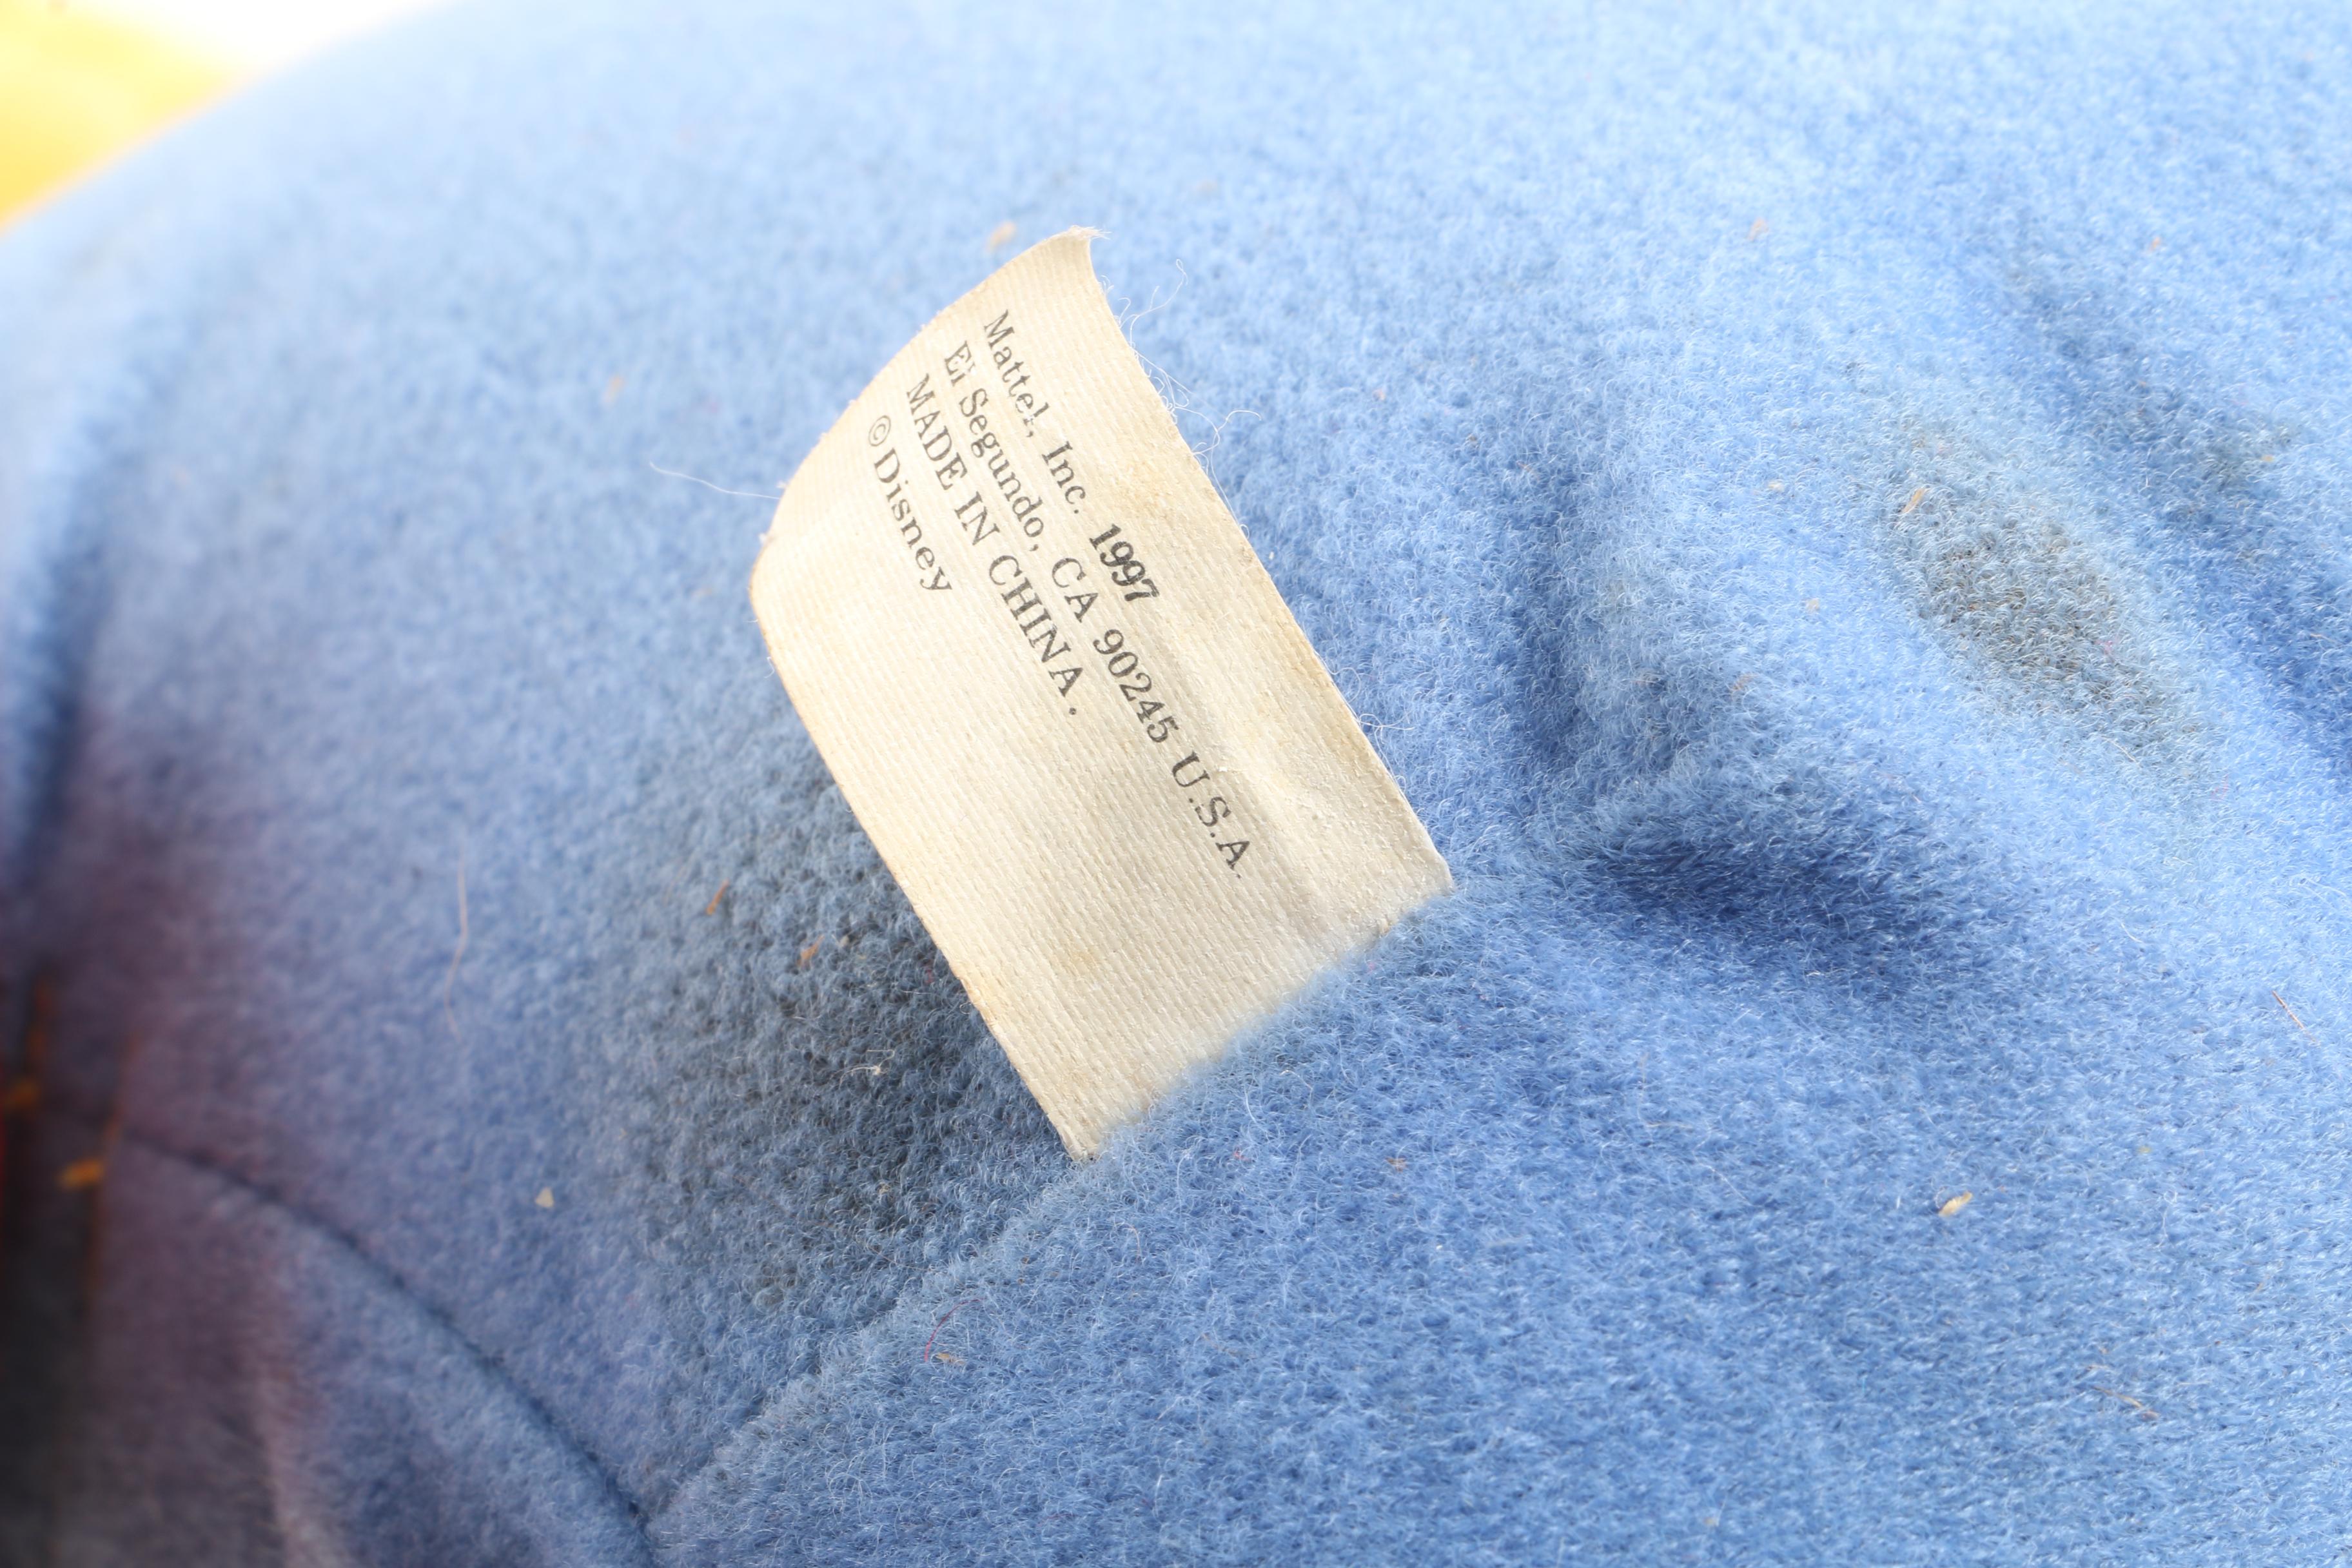 Mattel, Inc. 1997
El Segundo, CA 90245 U.S.A.
MADE IN CHINA.
© Disney